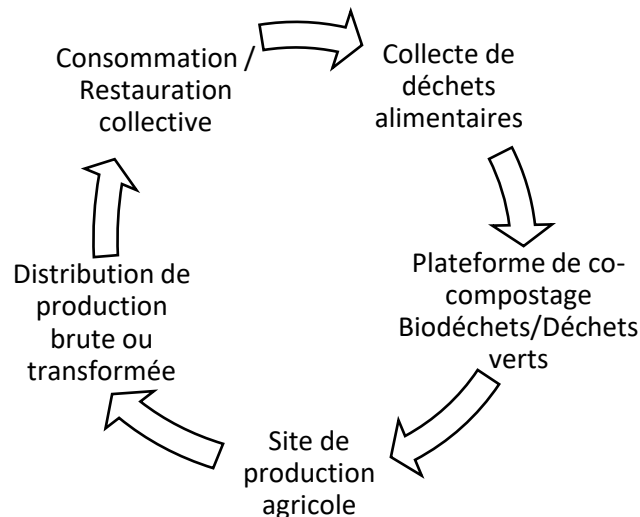 Consommation /
Restauration
collective
Collecte de
déchets
alimentaires
Plateforme de co-
compostage
Biodéchets/Déchets
verts
Site de
production
agricole
Distribution de
production
brute ou
transformée